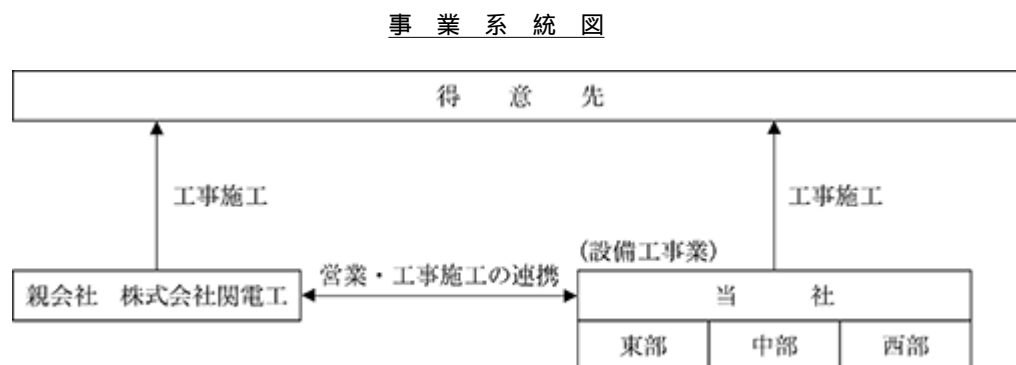 事 業 系 統 図
得 意 先
工事施工
工事施工
(設備工事業)
営業・工事施工の連携
親会社 株式会社関電工
当 社
東部
中部
西部